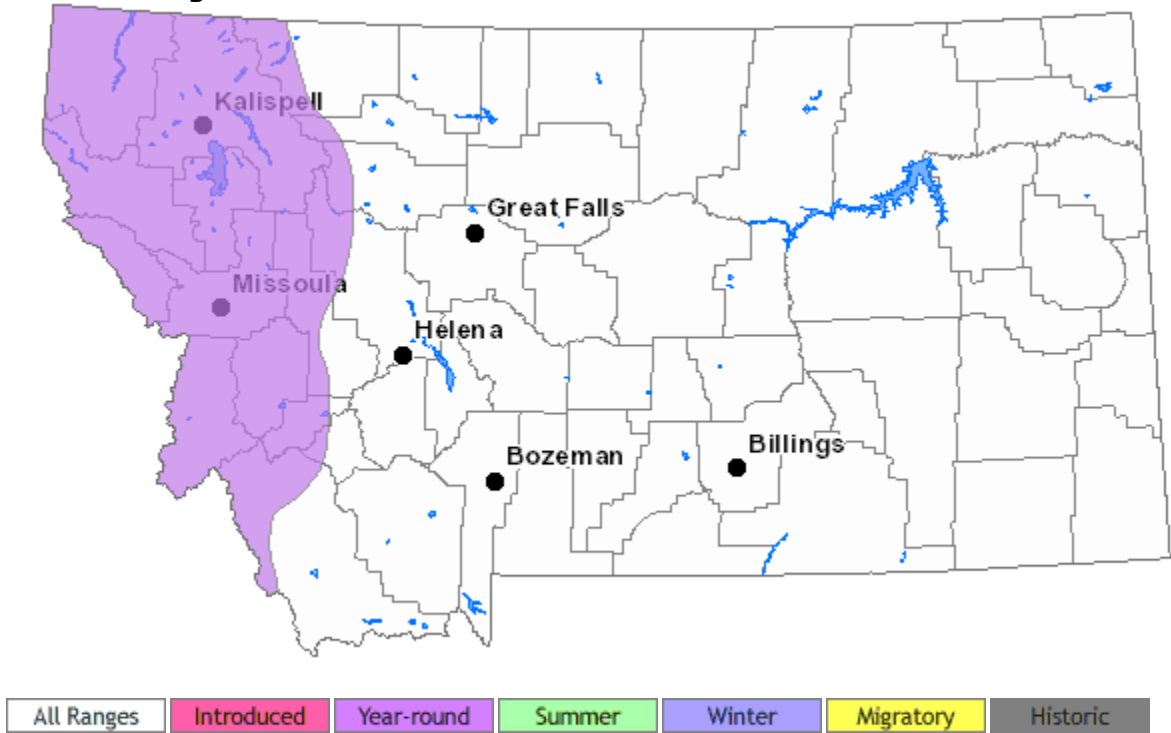 Kalispell
Great Falls
Missoula
Helena
Billings
Bozeman
All Ranges Introduced Year-round Summer Winter Migratory Historic